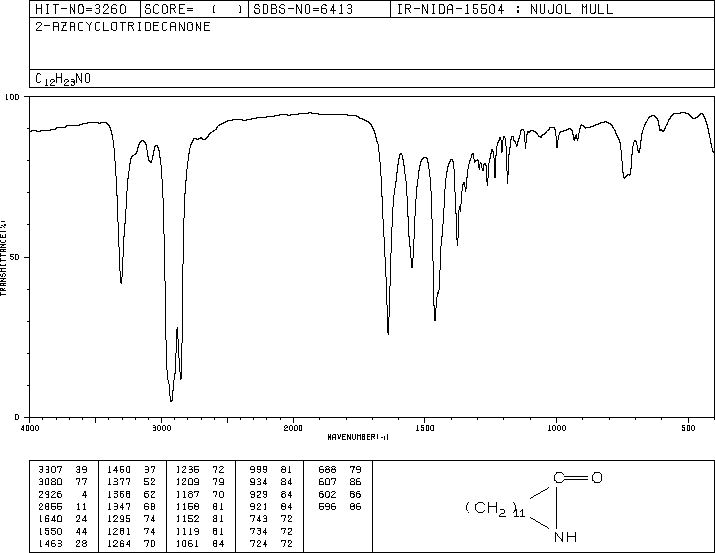 HIT-NO=3260 SCORE= ( ) SDBS-NO=6413 IR-NIDA-15504 : NUJOL MULL
2-AZACYCLOTRIDECANONE
C12H23NO
100
50
0
TRANSMITTANCE(%)
4000 3000 2000 1500 1000 500
WAVENUMBER(-1)
3307 39 1460 37 1236 72 999 81 688 79
3080 77 1377 52 1209 79 934 84 607 86
2926 4 1368 62 1187 70 929 84 602 86
2855 11 1347 68 1158 81 921 84 596 86
1640 24 1295 74 1152 81 743 72
1550 44 1281 74 1119 81 734 72
1463 28 1264 70 1061 84 724 72
C=O
(CH2)11
NH